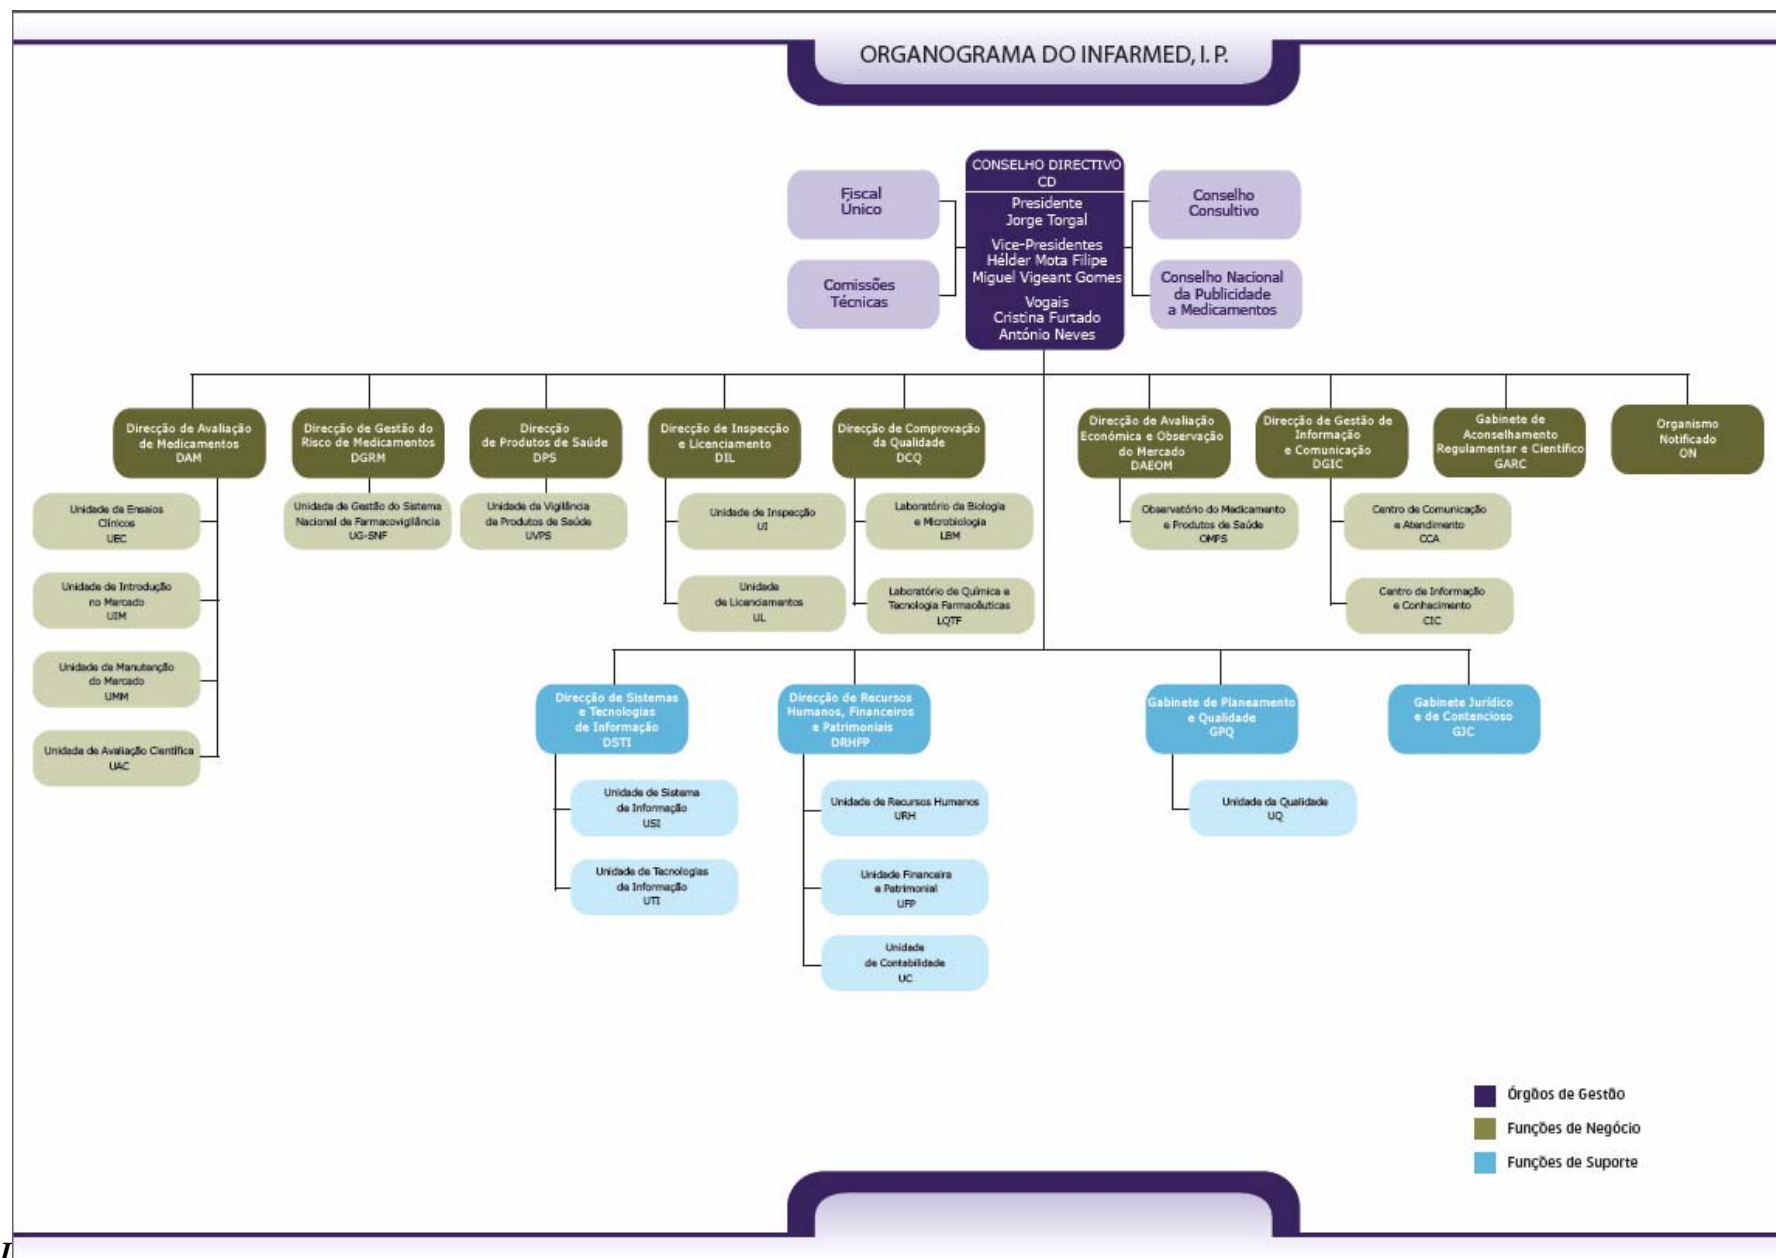 ORGANOGRAMA DO INFARMED, I. P.
CONSELHO DIRECTIVO
CD
Presidente
Jorge Torgal
Vice-Presidentes
Hélder Mota Filipe
Miguel Vigeant Gomes
Vogais
Cristina Furtado
António Neves
Fiscal
Único
Comissões
Técnicas
Conselho
Consultivo
Conselho Nacional
da Publicidade
a Medicamentos
Direcção de Avaliação
de Medicamentos
DAM
Direcção de Gestão do
Risco de Medicamentos
DGRM
Direcção
de Produtos de Saúde
DPS
Direcção de Inspecção
e Licenciamento
DIL
Direcção de Comprovação
da Qualidade
DCQ
Direcção de Avaliação
Económica e Observação
do Mercado
DAEOM
Direcção de Gestão de
Informação
e Comunicação
DGIC
Gabinete de
Aconselhamento
Regulamentar e Científico
GARC
Organismo
Notificado
ON
Unidade de Ensaios
Clínicos
UEC
Unidade de Introdução
no Mercado
UIM
Unidade de Manutenção
do Mercado
UMM
Unidade de Avaliação Científica
UAC
Unidade de Gestão do Sistema
Nacional de Farmacovigilância
UG-SNF
Unidade de Vigilância
de Produtos de Saúde
UVPS
Unidade de Inspecção
UI
Unidade
de Licenciamentos
UL
Laboratório de Biologia
e Microbiologia
LBM
Laboratório de Química e
Tecnologia Farmacêuticas
LQTF
Observatório do Medicamento
e Produtos de Saúde
OMPS
Centro de Comunicação
e Atendimento
CCA
Centro de Informação
e Conhecimento
CIC
Direcção de Sistemas
e Tecnologias
de Informação
DSTI
Direcção de Recursos
Humanos, Financeiros
e Patrimoniais
DRHFP
Gabinete de Planeamento
e Qualidade
GPQ
Gabinete Jurídico
e de Contencioso
GJC
Unidade de Sistema
de Informação
USI
Unidade de Tecnologias
de Informação
UTI
Unidade de Recursos Humanos
URH
Unidade Financeira
e Patrimonial
UFP
Unidade
de Contabilidade
UC
Unidade da Qualidade
UQ
Órgãos de Gestão
Funções de Negócio
Funções de Suporte
I